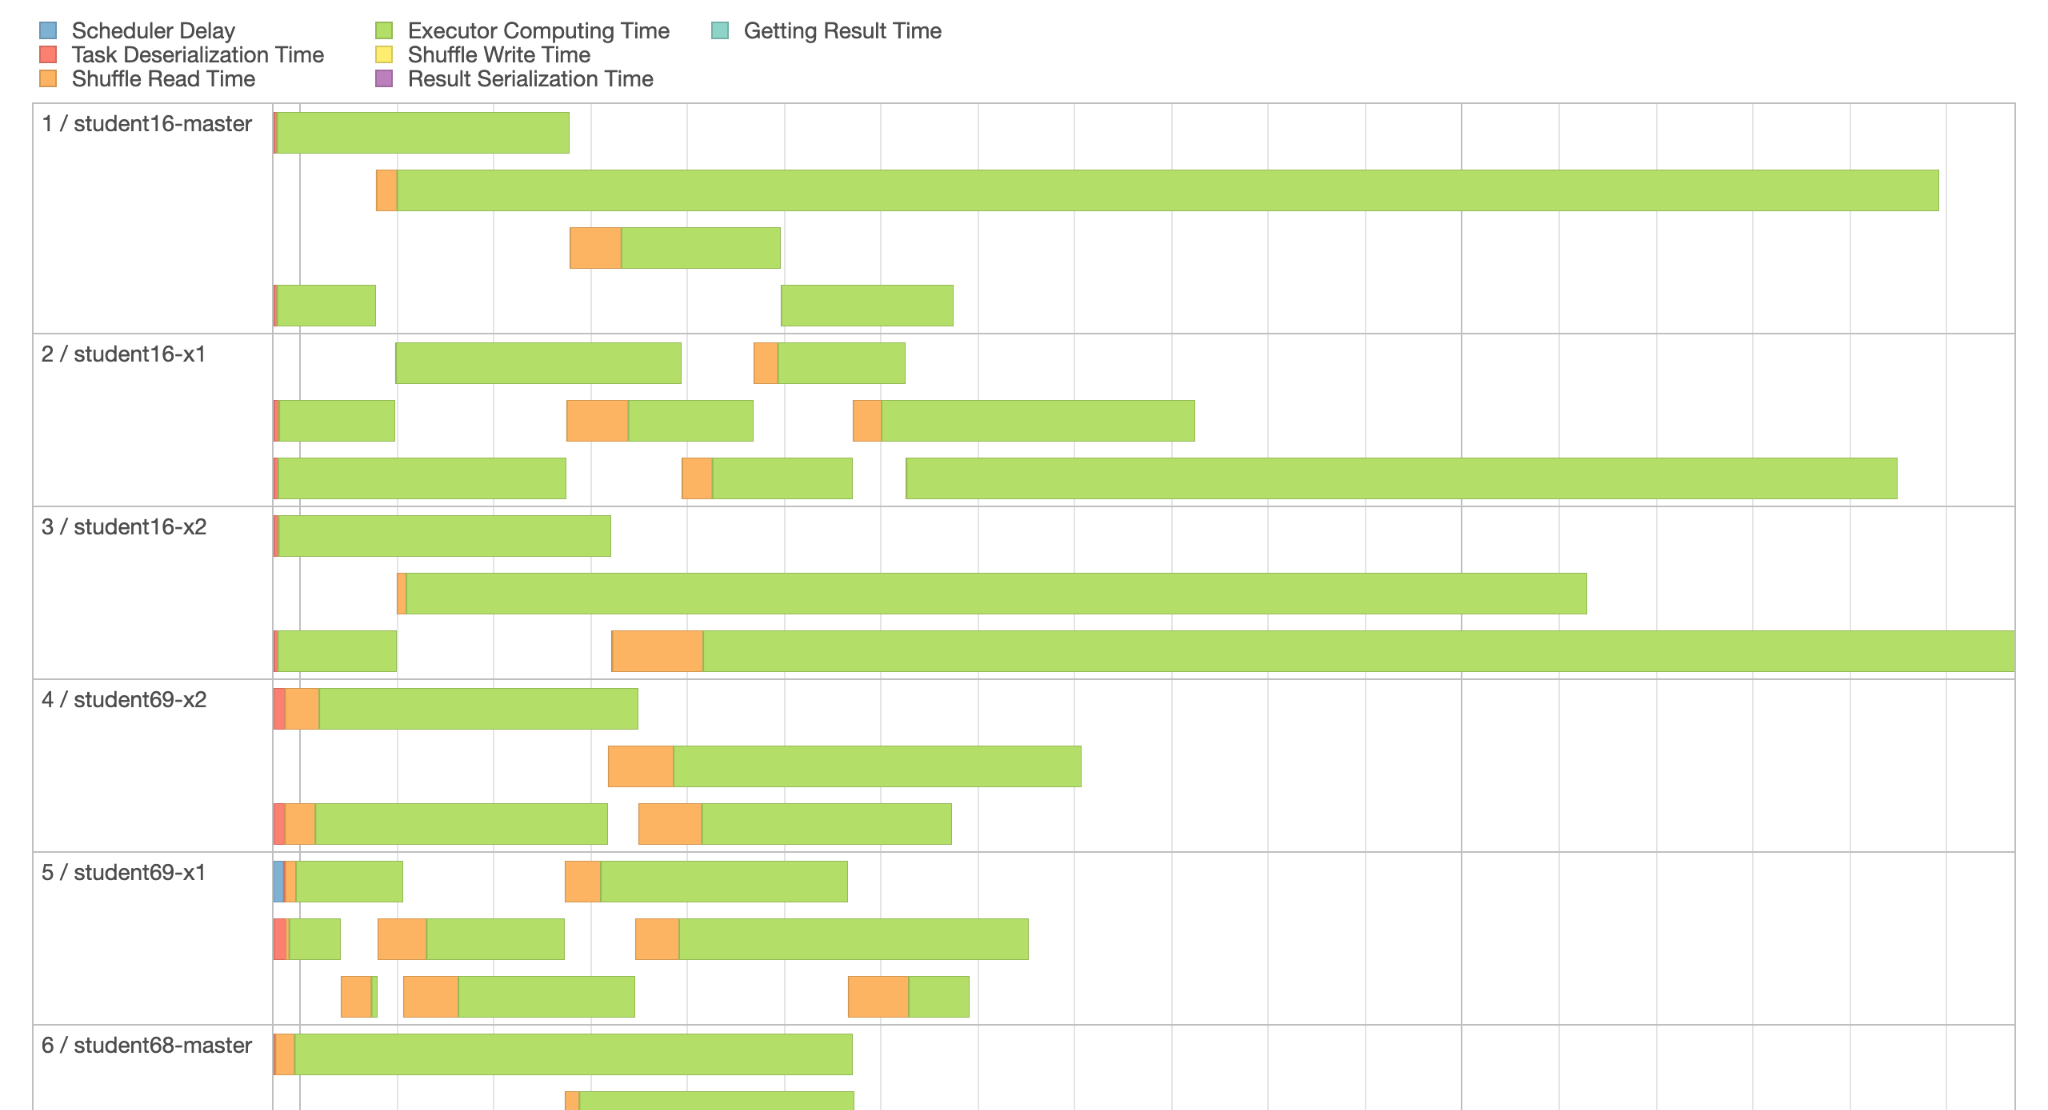 Scheduler Delay
Task Deserialization Time
Shuffle Read Time
Executor Computing Time
Shuffle Write Time
Result Serialization Time
Getting Result Time
1 / student16-master
2 / student16-x1
3 / student16-x2
4 / student69-x2
5 / student69-x1
6 / student68-master